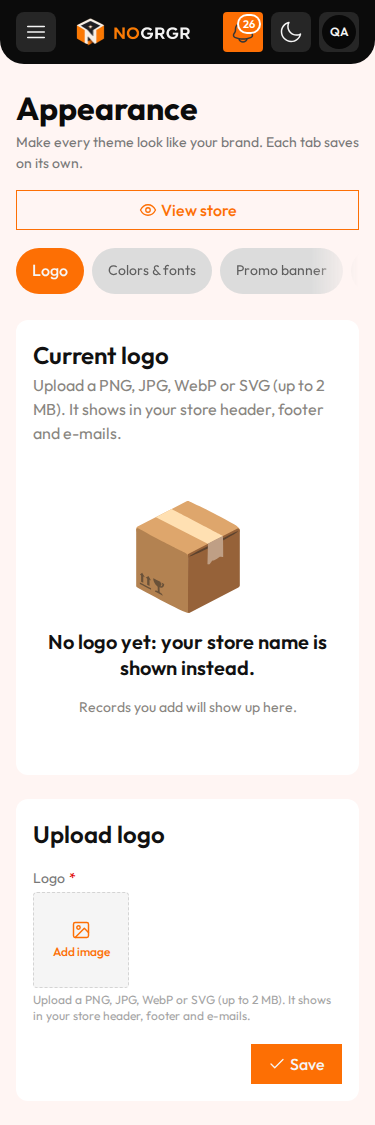 NOGRGR
26
QA
Appearance
Make every theme look like your brand. Each tab saves
on its own.
View store
Logo
Colors & fonts
Promo banner
Current logo
Upload a PNG, JPG, WebP or SVG (up to 2
MB). It shows in your store header, footer
and e-mails.
No logo yet: your store name is
shown instead.
Records you add will show up here.
Upload logo
Logo *
Add image
Upload a PNG, JPG, WebP or SVG (up to 2 MB). It shows
in your store header, footer and e-mails.
Save